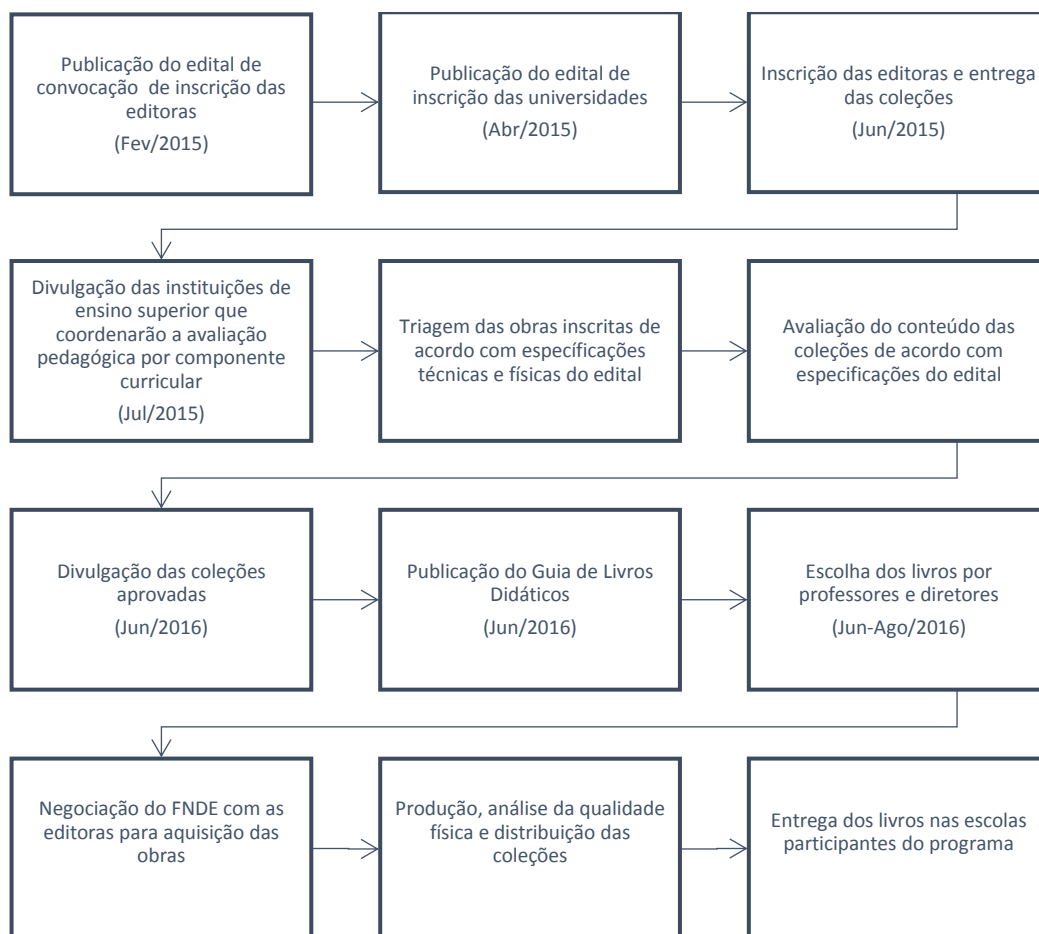 Publicação do edital de
convocação de inscrição das
editoras
(Fev/2015)
Publicação do edital de
inscrição das universidades
(Abr/2015)
Inscrição das editoras e entrega
das coleções
(Jun/2015)
Divulgação das instituições de
ensino superior que
coordenarão a avaliação
pedagógica por componente
curricular
(Jul/2015)
Triagem das obras inscritas de
acordo com específicações
técnicas e físicas do edital
Avaliação do conteúdo das
coleções de acordo com
especificações do edital
Divulgação das coleções
aprovadas
(Jun/2016)
Publicação do Guia de Livros
Didáticos
(Jun/2016)
Escolha dos livros por
professores e diretores
(Jun-Ago/2016)
Negociação do FNDE com as
editoras para aquisição das
obras
Produção, análise da qualidade
física e distribuição das
coleções
Entrega dos livros nas escolas
participantes do programa